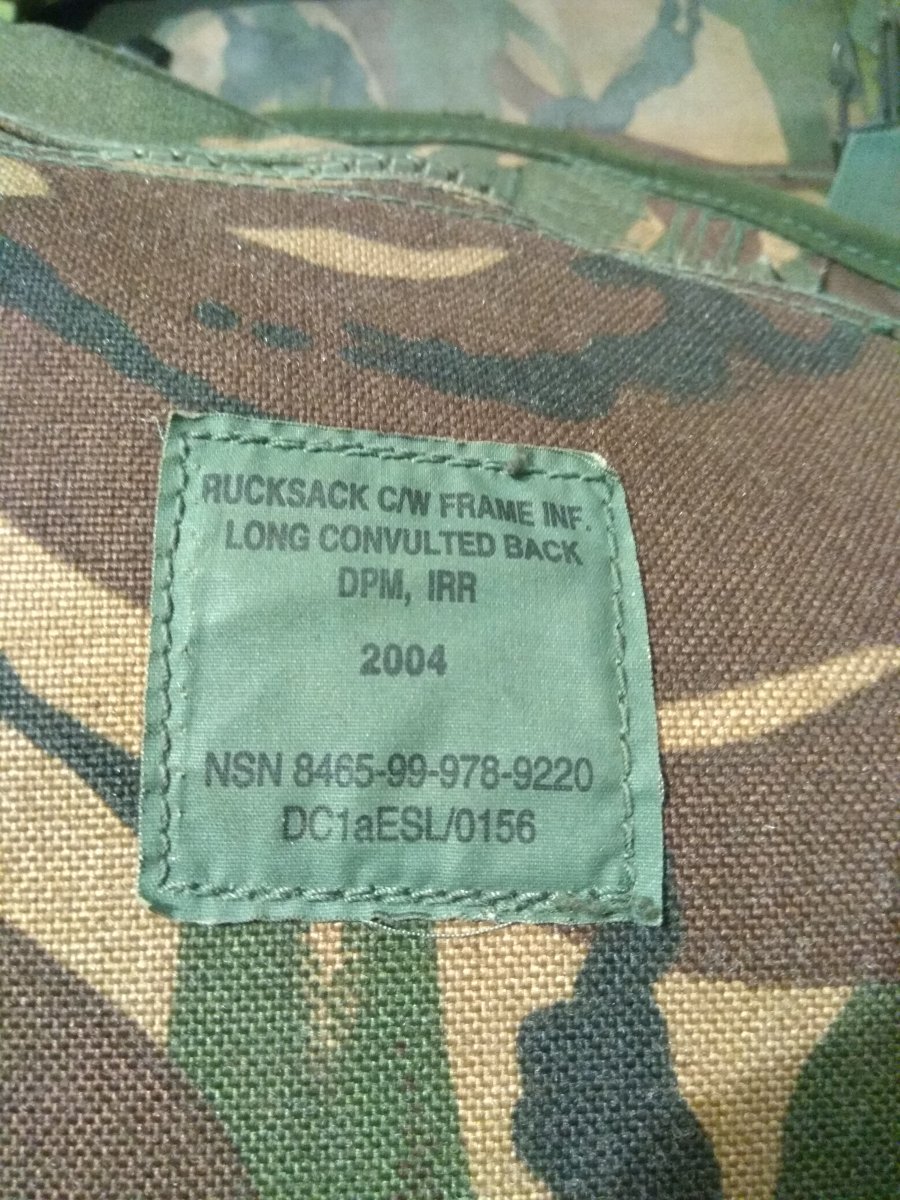 RUCKSACK C/W FRAME INF.
LONG CONVULTED BACK
DPM, IRR
2004
NSN 8465-99-978-9220
DC1aESL/0156